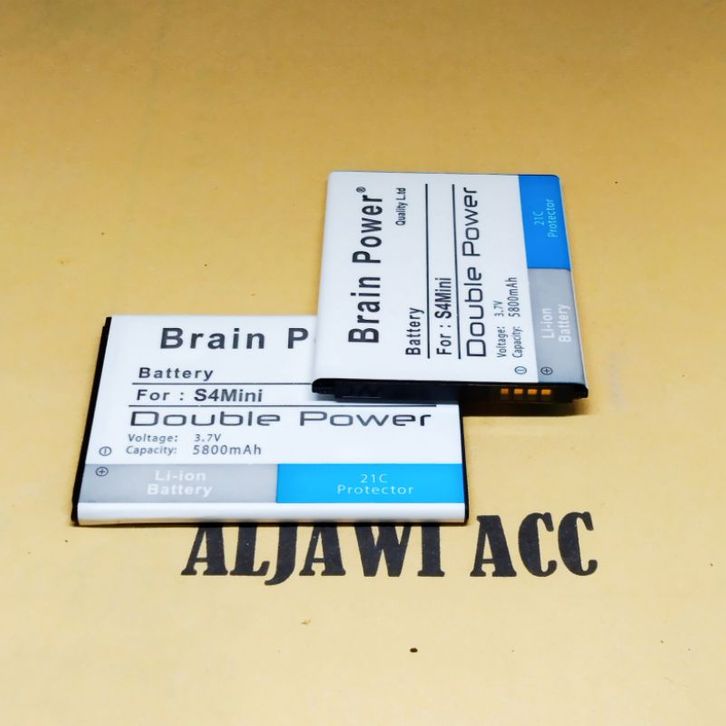 Brain Power®
Quality Ltd
Battery
For : S4Mini
Double Power
Voltage: 3.7V
Capacity: 5800mAh
Li-ion
Battery
21C
Protector
Brain P
Battery
For : S4Mini
Double Power
Voltage: 3.7V
Capacity: 5800mAh
Li-ion
Battery
21C
Protector
ALJAWI ACC